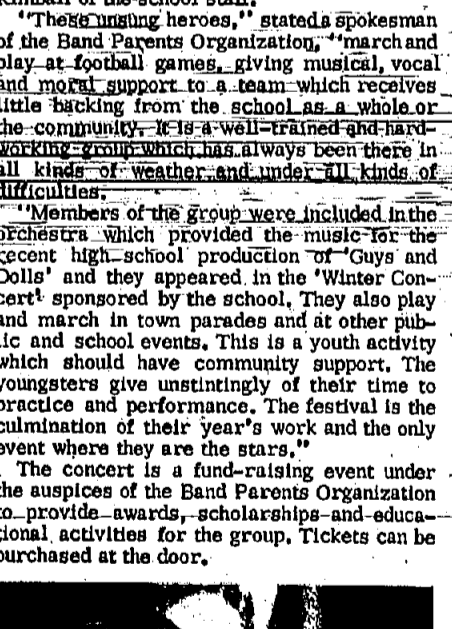 of the school staff.
"These unsung heroes," stated a spokesman
of the Band Parents Organization, "march and
play at football games, giving musical, vocal
and moral support to a team which receives
little backing from the school as a whole or
the community. It is a well-trained and hard-
working group which has always been there in
all kinds of weather and under all kinds of
difficulties.
"Members of the group were included in the
orchestra which provided the music for the
recent high school production of 'Guys and
Dolls' and they appeared in the 'Winter Con-
cert' sponsored by the school. They also play
and march in town parades and at other pub-
lic and school events. This is a youth activity
which should have community support. The
youngsters give unstintingly of their time to
practice and performance. The festival is the
culmination of their year's work and the only
event where they are the stars."
The concert is a fund-raising event under
the auspices of the Band Parents Organization
to provide awards, scholarships and educa-
tional activities for the group. Tickets can be
purchased at the door.